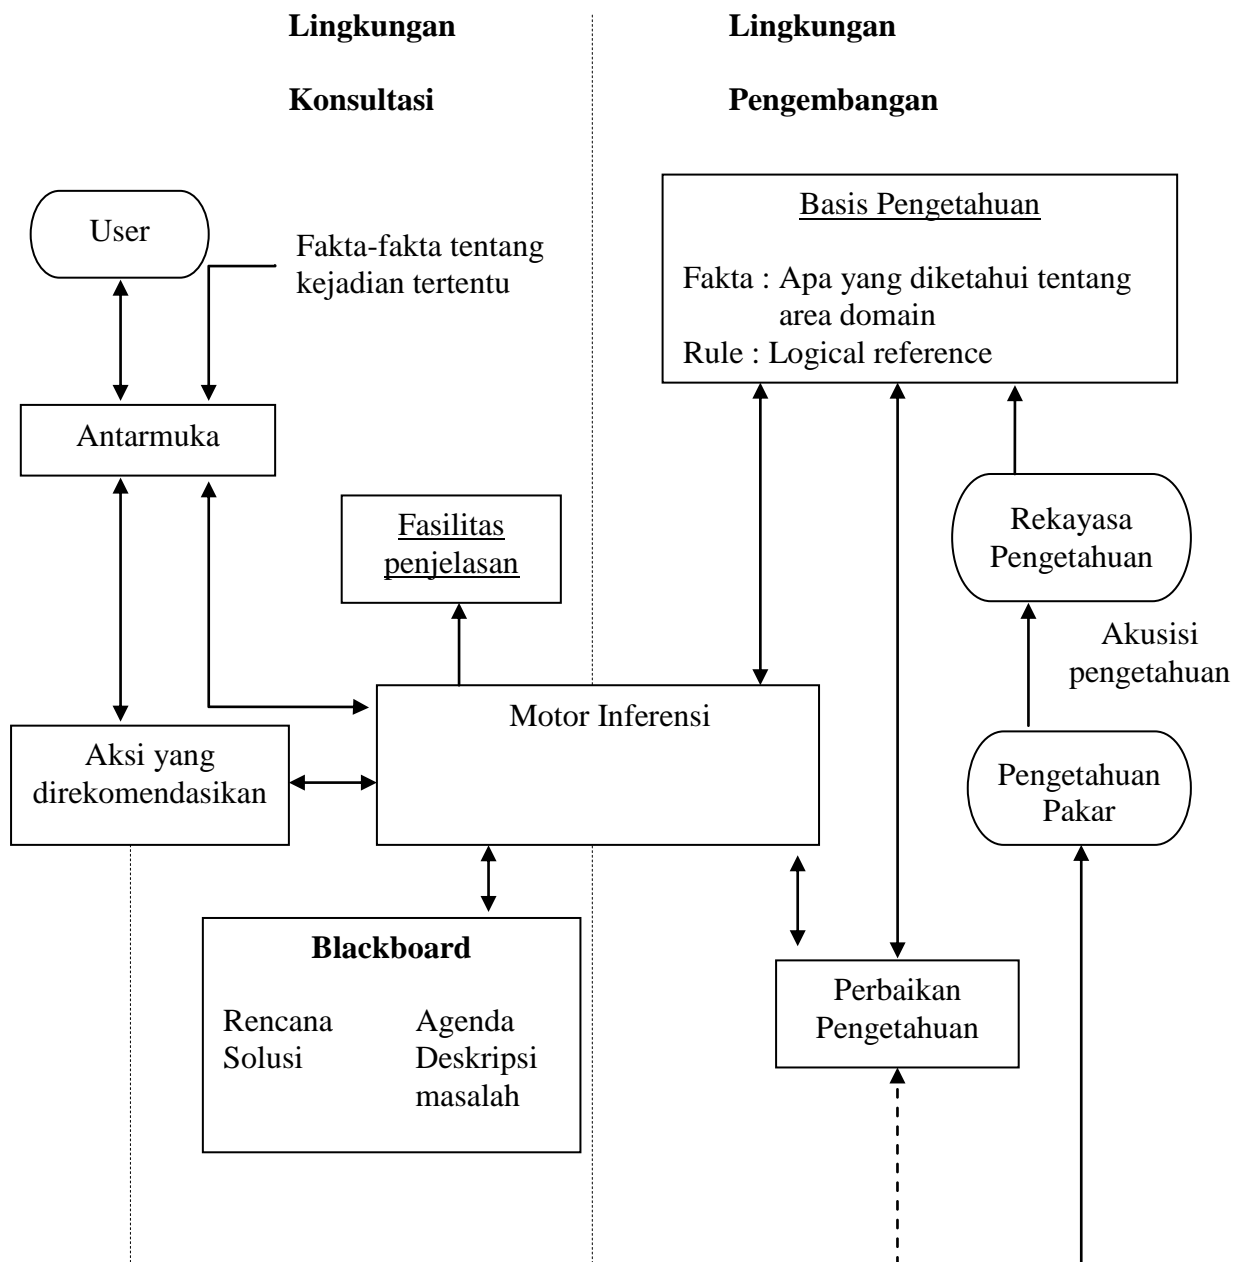 Lingkungan
Konsultasi
Lingkungan
Pengembangan
User
Fakta-fakta tentang
kejadian tertentu
Basis Pengetahuan
Fakta : Apa yang diketahui tentang
area domain
Rule : Logical reference
Antarmuka
Fasilitas
penjelasan
Rekayasa
Pengetahuan
Akusisi
pengetahuan
Motor Inferensi
Aksi yang
direkomendasikan
Pengetahuan
Pakar
Blackboard
Rencana
Solusi
Agenda
Deskripsi
masalah
Perbaikan
Pengetahuan